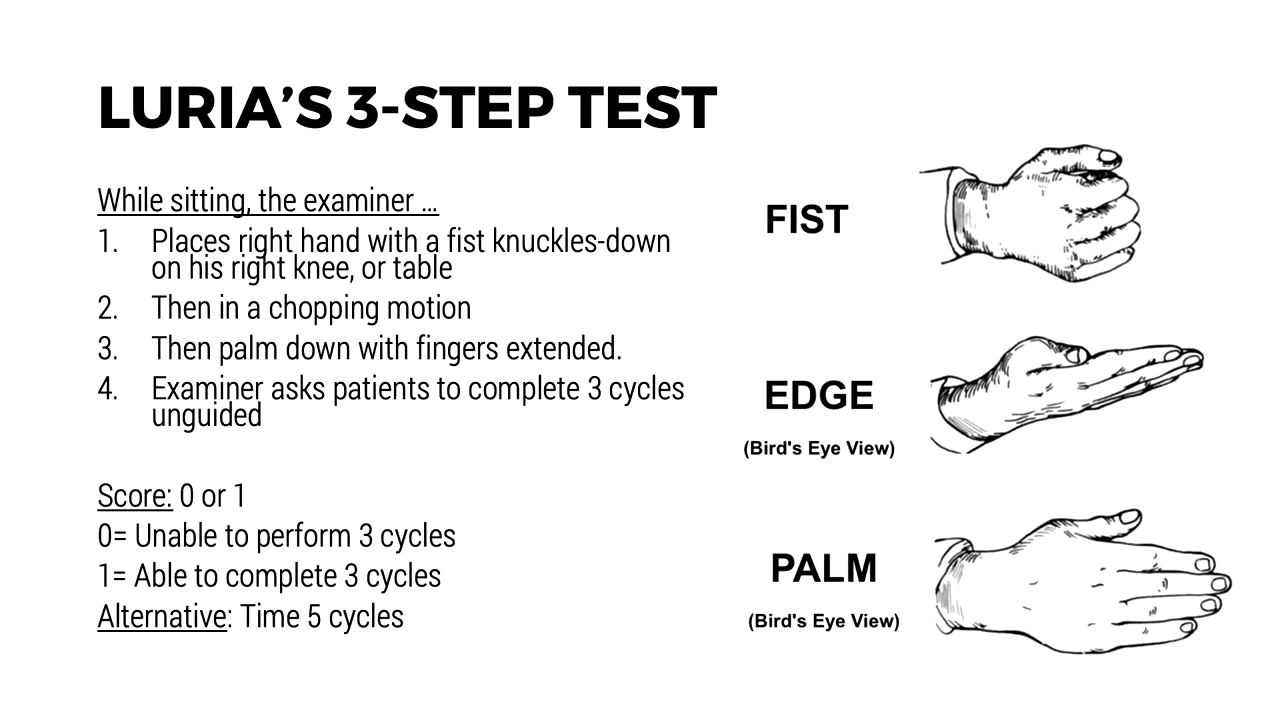 LURIA’S 3-STEP TEST
While sitting, the examiner ...
1. Places right hand with a fist knuckles-down
on his right knee, or table
2. Then in a chopping motion
3. Then palm down with fingers extended.
4. Examiner asks patients to complete 3 cycles
unguided
Score: 0 or 1
0= Unable to perform 3 cycles
1= Able to complete 3 cycles
Alternative: Time 5 cycles
FIST
EDGE
(Bird's Eye View)
PALM
(Bird's Eye View)